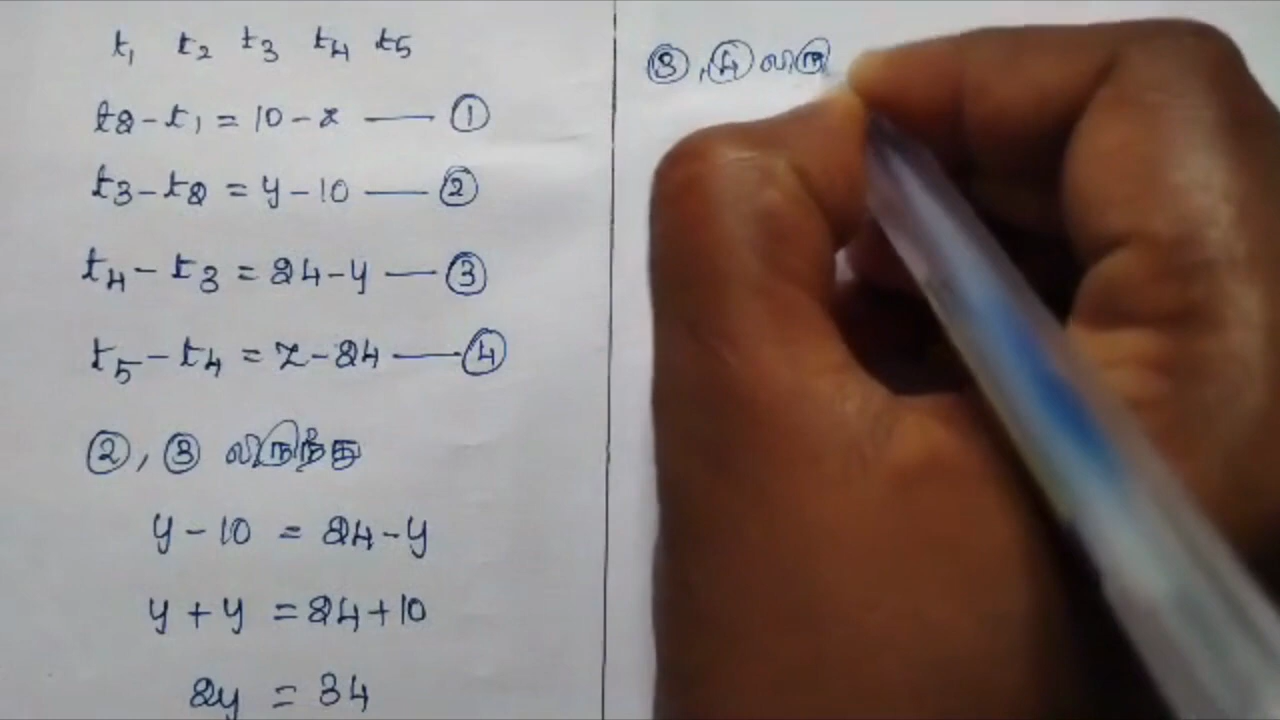 t₁ t₂ t₃ t₄ t₅
t2 - t₁ = 10 - x —— ①
t3 - t2 = y - 10 —— ②
t4 - t3 = 24 - y —— ③
t5 - t4 = z - 24 —— ④
②, ③ லிருந்து
y - 10 = 24 - y
y + y = 24 + 10
2y = 34
③, ④ லிரு